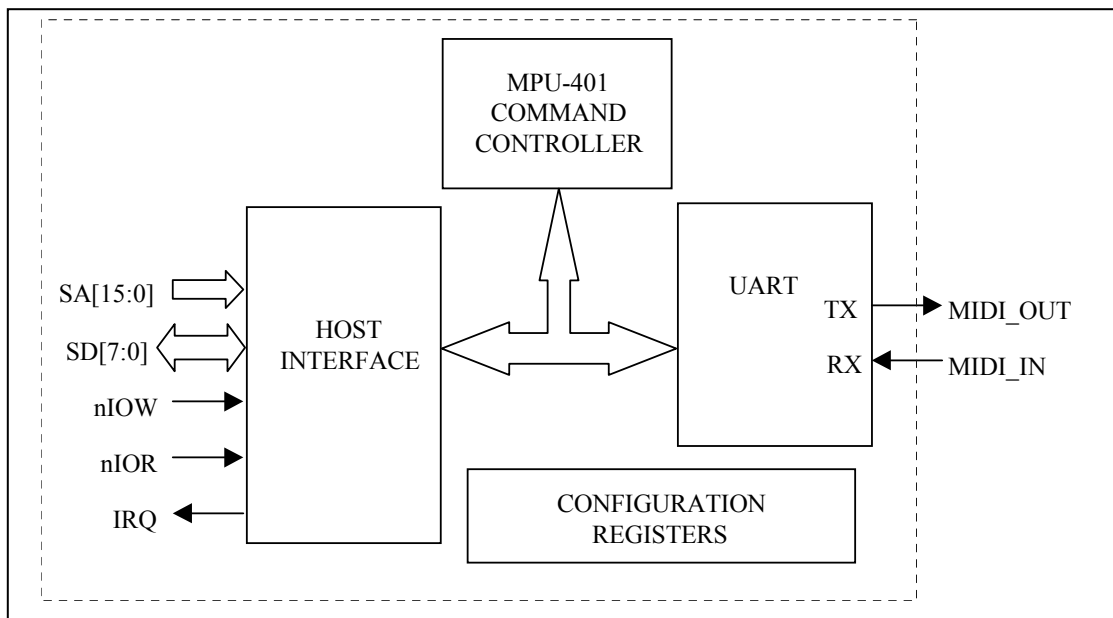 MPU-401
COMMAND
CONTROLLER
SA[15:0]
SD[7:0]
nIOW
nIOR
IRQ
HOST
INTERFACE
UART
TX
RX
MIDI_OUT
MIDI_IN
CONFIGURATION
REGISTERS